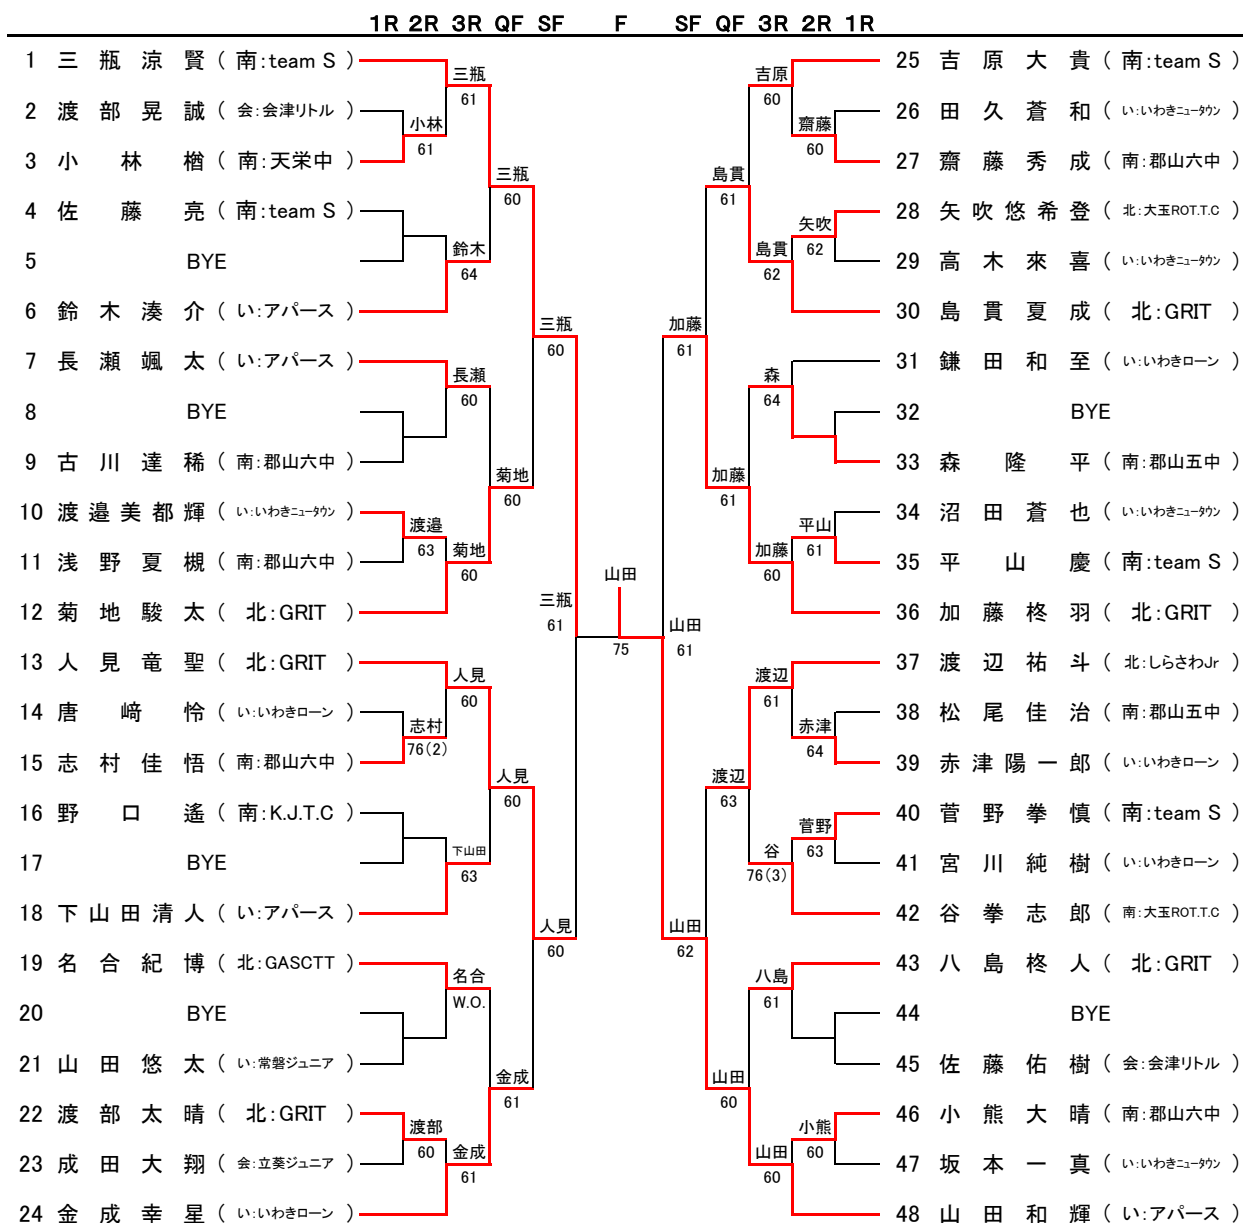 1R 2R 3R QF SF F SF QF 3R 2R 1R
1 三瓶涼賢 ( 南:team S )
2 渡部晃誠 ( 会:会津リトル )
3 小林楢 ( 南:天栄中 )
4 佐藤亮 ( 南:team S )
5 BYE
6 鈴木湊介 ( い:アパース )
7 長瀬颯太 ( い:アパース )
8 BYE
9 古川達稀 ( 南:郡山六中 )
10 渡邉美都輝 ( い:いわきニュータウン )
11 浅野夏槻 ( 南:郡山六中 )
12 菊地駿太 ( 北:GRIT )
13 人見竜聖 ( 北:GRIT )
14 唐﨑怜 ( い:いわきローン )
15 志村佳悟 ( 南:郡山六中 )
16 野口遙 ( 南:K.J.T.C )
17 BYE
18 下山田清人 ( い:アパース )
19 名合紀博 ( 北:GASCTT )
20 BYE
21 山田悠太 ( い:常磐ジュニア )
22 渡部太晴 ( 北:GRIT )
23 成田大翔 ( 会:立葵ジュニア )
24 金成幸星 ( い:いわきローン )
小林
61
渡邉
63
志村
76(2)
渡部
60
三瓶
61
鈴木
64
長瀬
60
菊地
60
人見
60
下山田
63
名合
W.O.
金成
61
三瓶
60
菊地
60
人見
60
金成
61
三瓶
60
人見
60
三瓶
61
山田
75
山田
61
加藤
61
山田
62
島貫
61
加藤
61
渡辺
63
山田
60
吉原
60
島貫
62
森
64
加藤
60
渡辺
61
谷
76(3)
八島
61
山田
60
齋藤
60
矢吹
62
平山
61
赤津
64
菅野
63
小熊
60
25 吉原大貴 ( 南:team S )
26 田久蒼和 ( い:いわきニュータウン )
27 齋藤秀成 ( 南:郡山六中 )
28 矢吹悠希登 ( 北:大玉ROT.T.C )
29 高木來喜 ( い:いわきニュータウン )
30 島貫夏成 ( 北:GRIT )
31 鎌田和至 ( い:いわきローン )
32 BYE
33 森隆平 ( 南:郡山五中 )
34 沼田蒼也 ( い:いわきニュータウン )
35 平山慶 ( 南:team S )
36 加藤柊羽 ( 北:GRIT )
37 渡辺祐斗 ( 北:しらさわJr )
38 松尾佳治 ( 南:郡山五中 )
39 赤津陽一郎 ( い:いわきローン )
40 菅野拳慎 ( 南:team S )
41 宮川純樹 ( い:いわきローン )
42 谷拳志郎 ( 南:大玉ROT.T.C )
43 八島柊人 ( 北:GRIT )
44 BYE
45 佐藤佑樹 ( 会:会津リトル )
46 小熊大晴 ( 南:郡山六中 )
47 坂本一真 ( い:いわきニュータウン )
48 山田和輝 ( い:アパース )